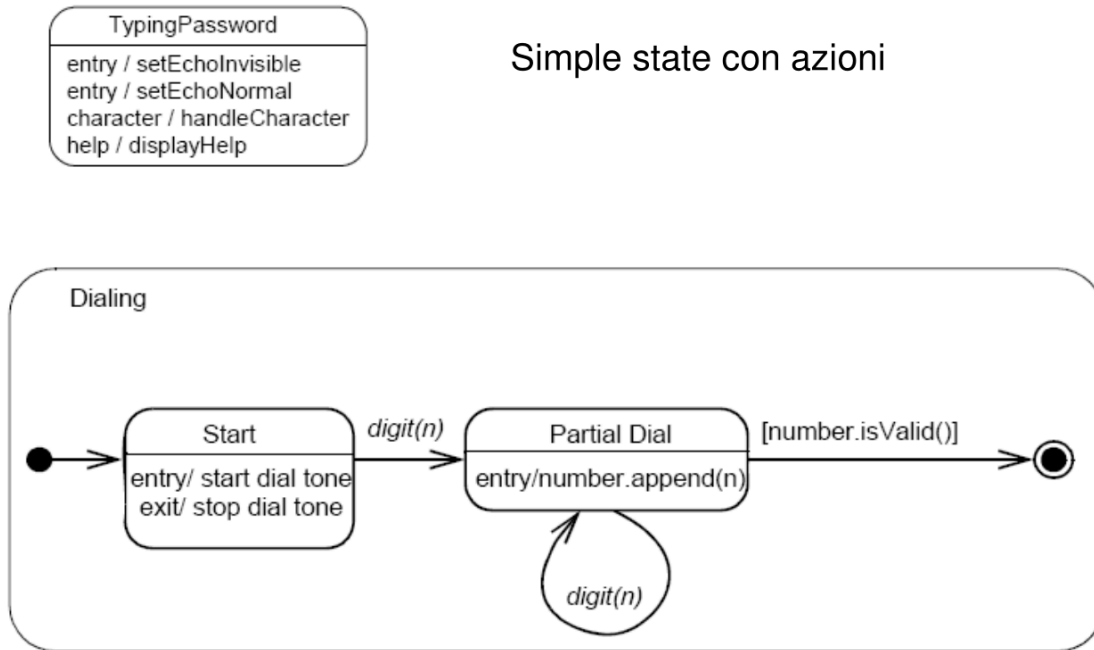 TypingPassword
entry / setEchoInvisible
entry / setEchoNormal
character / handleCharacter
help / displayHelp
Simple state con azioni
Dialing
Start
entry/ start dial tone
exit/ stop dial tone
digit(n)
Partial Dial
entry/number.append(n)
digit(n)
[number.isValid()]